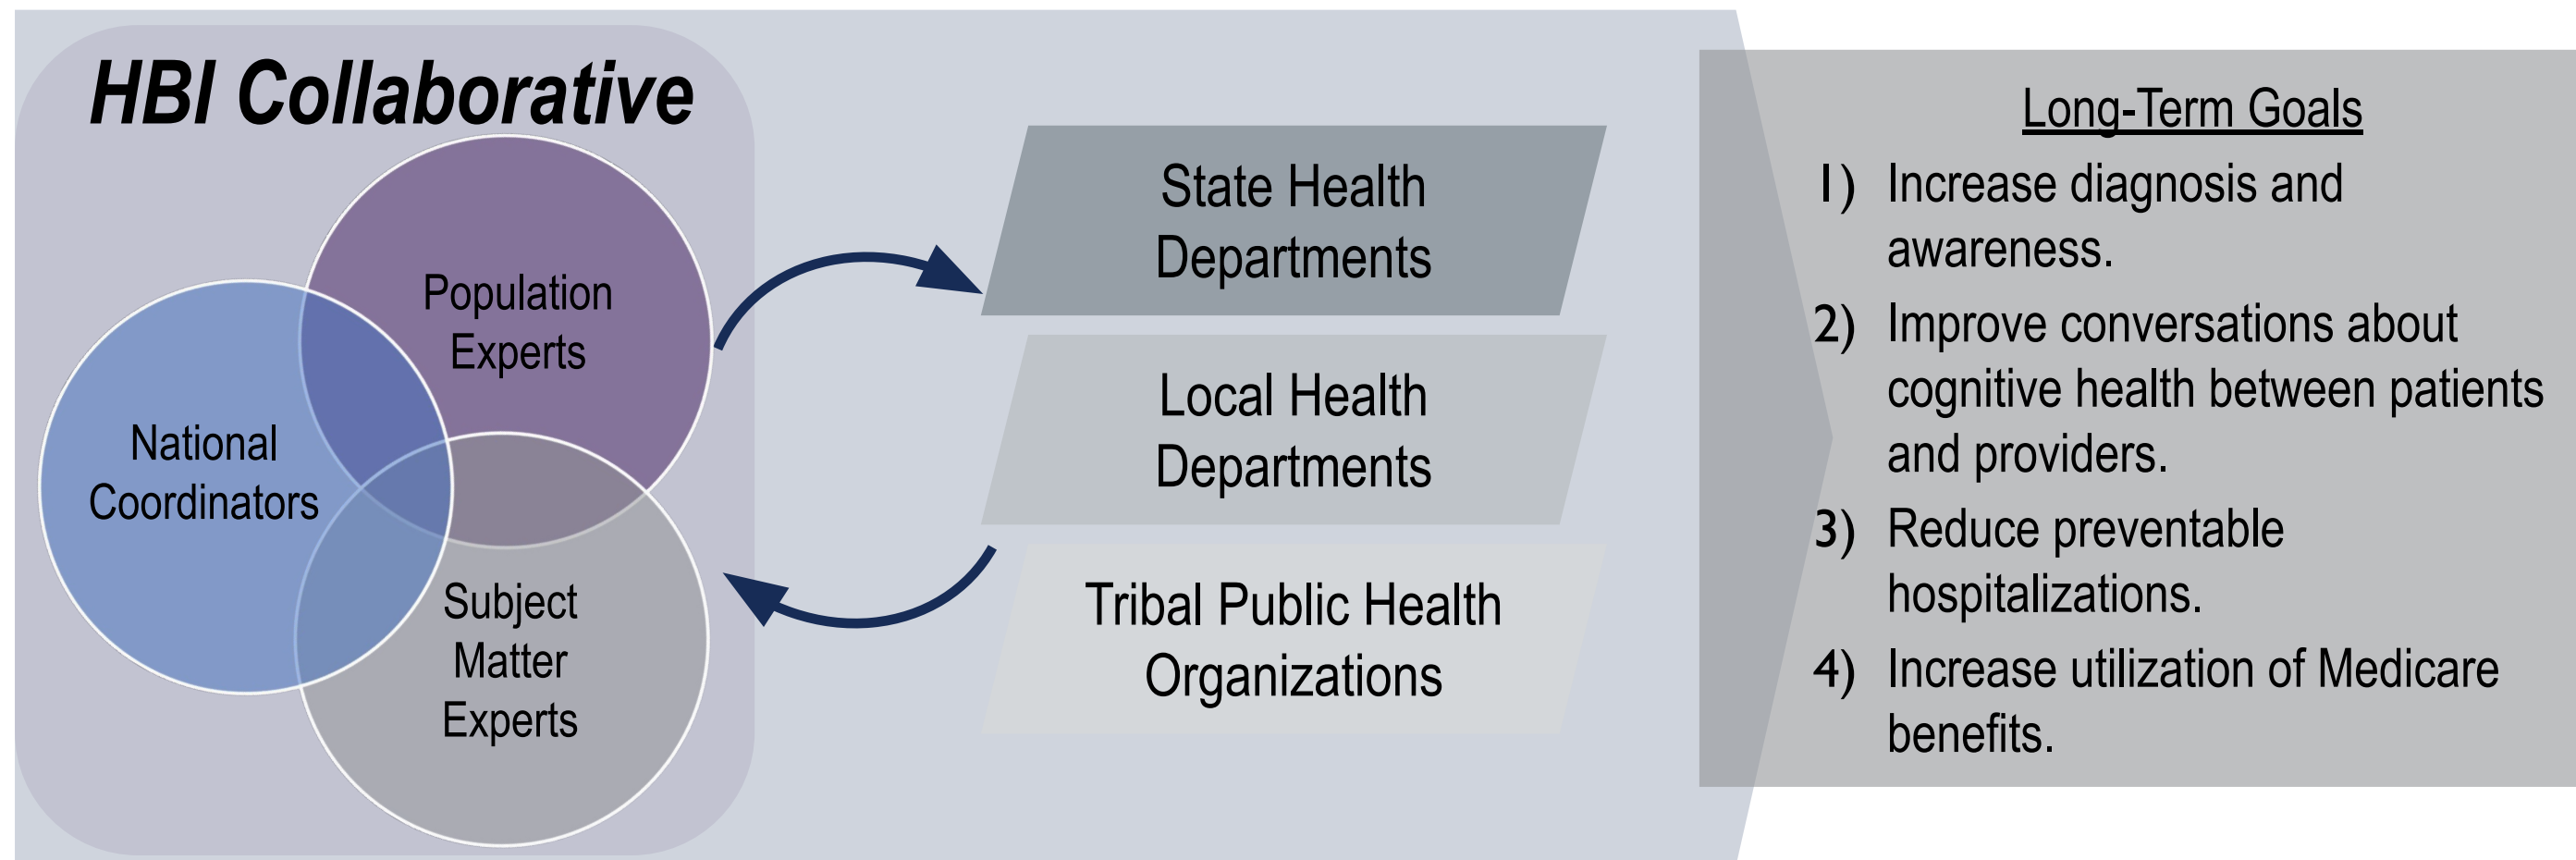 HBI Collaborative
Population
Experts
National
Coordinators
Subject
Matter
Experts
State Health
Departments
Local Health
Departments
Tribal Public Health
Organizations
Long-Term Goals
1) Increase diagnosis and
awareness.
2) Improve conversations about
cognitive health between patients
and providers.
3) Reduce preventable
hospitalizations.
4) Increase utilization of Medicare
benefits.